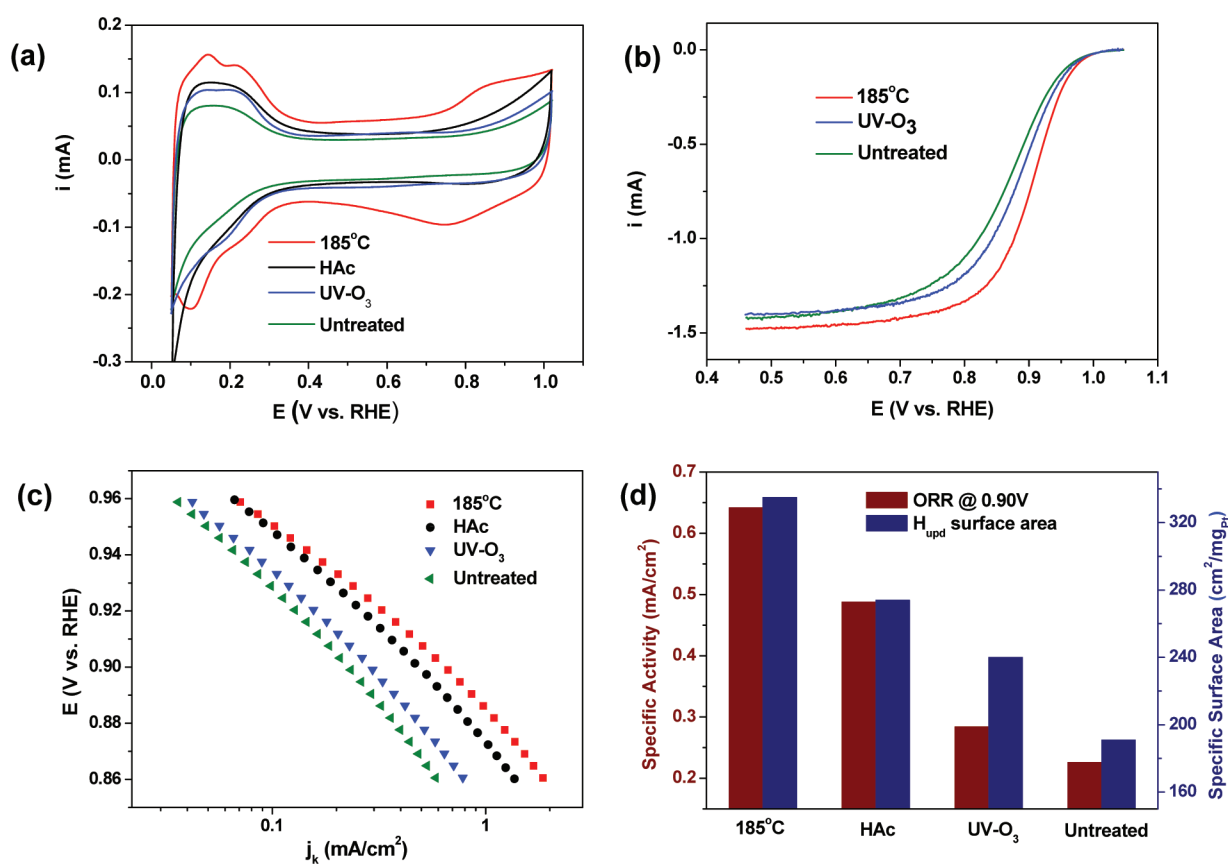 (a)
0.2
0.1
0.0
-0.1
-0.2
-0.3
i (mA)
185°C
HAc
UV-O₃
Untreated
0.0 0.2 0.4 0.6 0.8 1.0
E (V vs. RHE)
(b)
0.0
-0.5
-1.0
-1.5
i (mA)
185°C
UV-O₃
Untreated
0.4 0.5 0.6 0.7 0.8 0.9 1.0 1.1
E (V vs. RHE)
(c)
0.96
0.94
0.92
0.90
0.88
0.86
E (V vs. RHE)
185°C
HAc
UV-O₃
Untreated
0.1 1
jₖ (mA/cm²)
(d)
0.7
0.6
0.5
0.4
0.3
0.2
Specific Activity (mA/cm²)
ORR @ 0.90V
H_upd surface area
320
280
240
200
160
Specific Surface Area (cm²/mg_Pt)
185°C HAc UV-O₃ Untreated